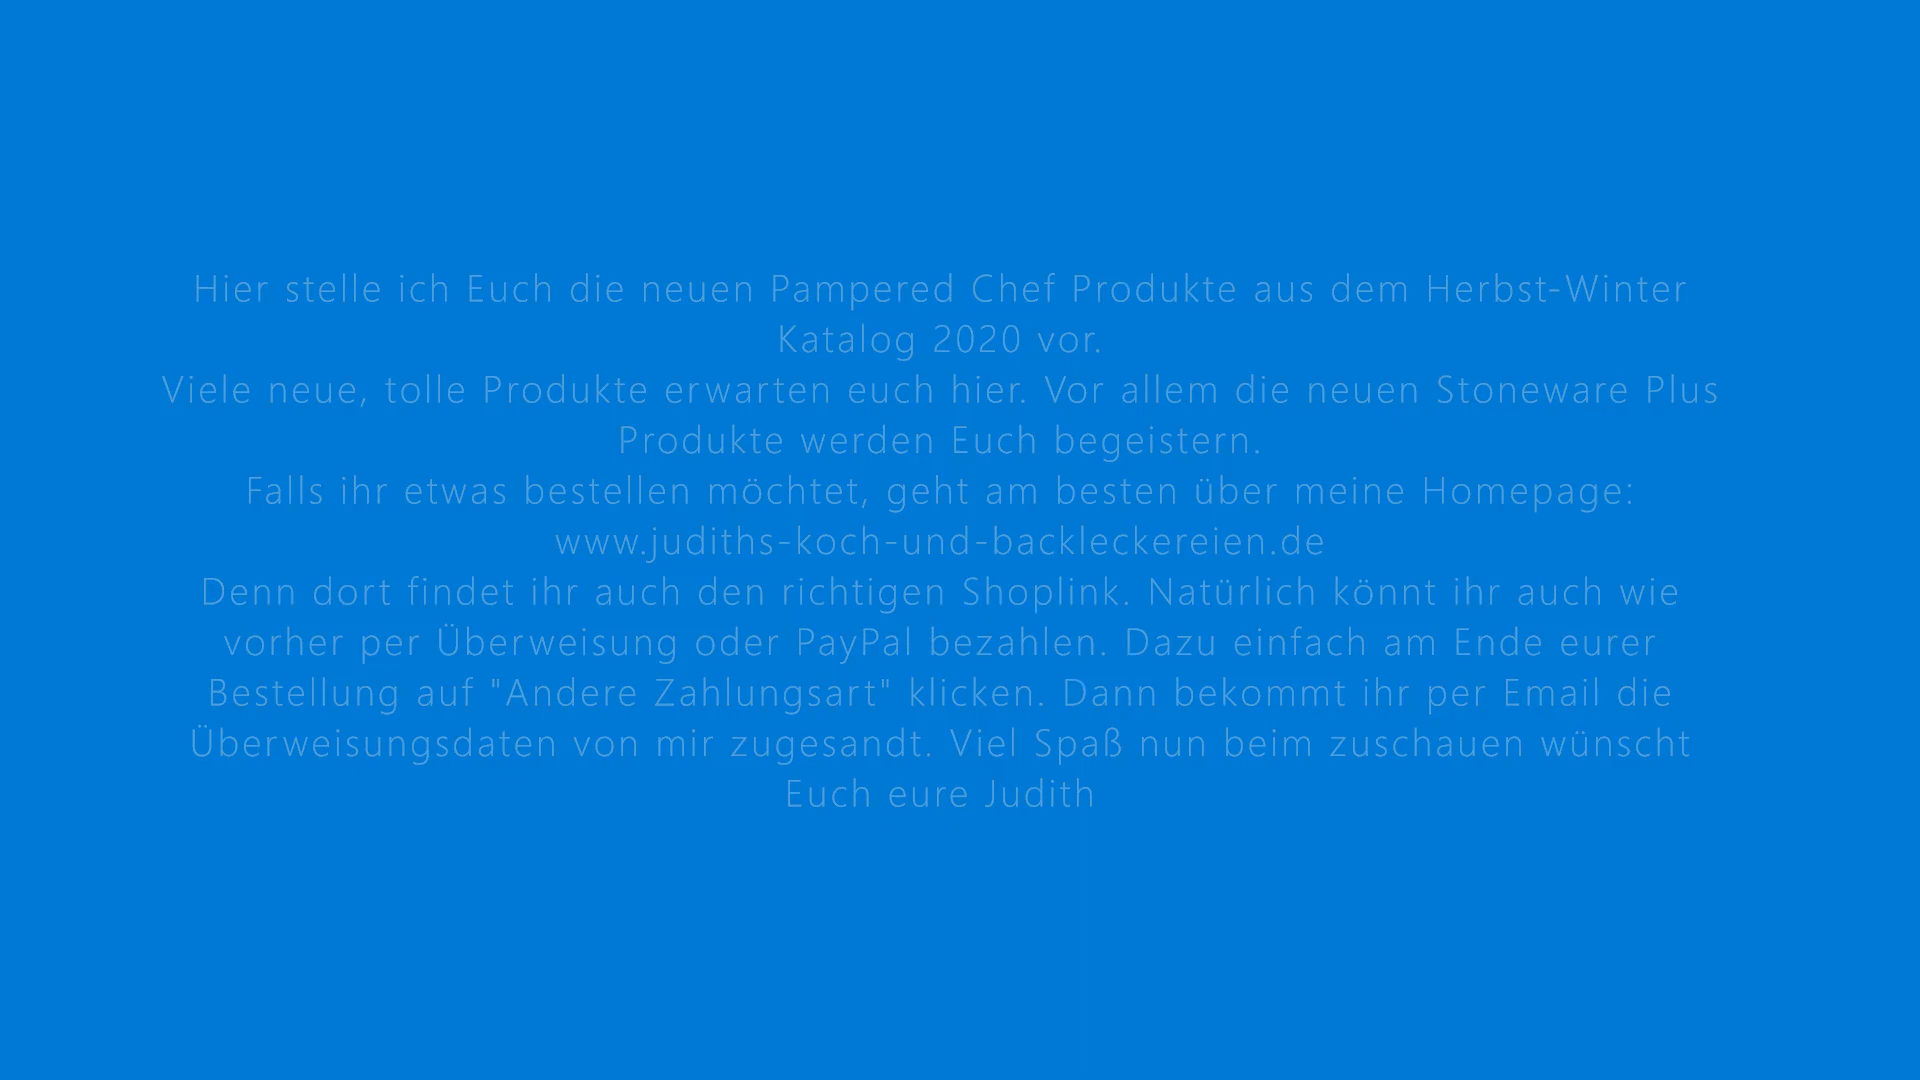 Hier stelle ich Euch die neuen Pampered Chef Produkte aus dem Herbst-Winter
Katalog 2020 vor.
Viele neue, tolle Produkte erwarten euch hier. Vor allem die neuen Stoneware Plus
Produkte werden Euch begeistern.
Falls ihr etwas bestellen möchtet, geht am besten über meine Homepage:
www.judiths-koch-und-backleckereien.de
Denn dort findet ihr auch den richtigen Shoplink. Natürlich könnt ihr auch wie
vorher per Überweisung oder PayPal bezahlen. Dazu einfach am Ende eurer
Bestellung auf "Andere Zahlungsart" klicken. Dann bekommt ihr per Email die
Überweisungsdaten von mir zugesandt. Viel Spaß nun beim zuschauen wünscht
Euch eure Judith